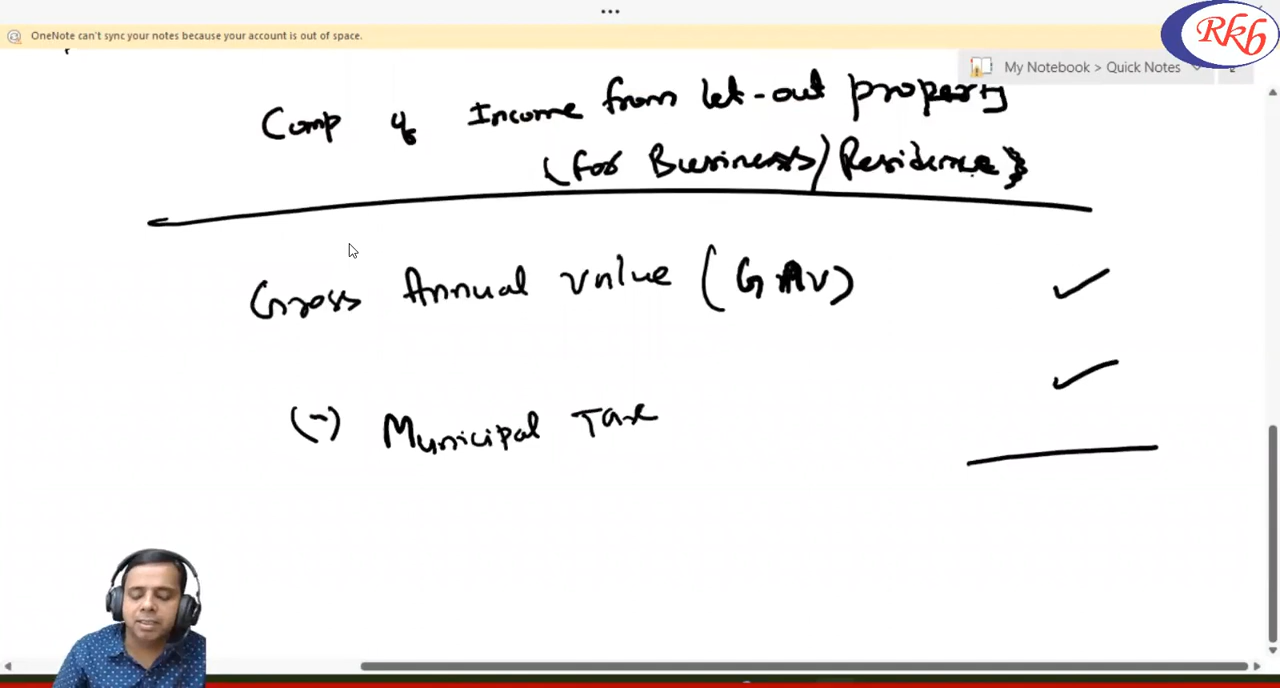 OneNote can't sync your notes because your account is out of space.
RKb
My Notebook > Quick Notes
Comp of Income from let-out property
(for Business/Residence)
Gross Annual value (GAV)
(-) Municipal Tax